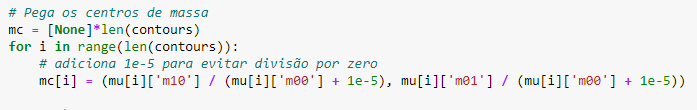 # Pega os centros de massa
mc = [None]*len(contours)
for i in range(len(contours)):
    # adiciona 1e-5 para evitar divisão por zero
    mc[i] = (mu[i]['m10'] / (mu[i]['m00'] + 1e-5), mu[i]['m01'] / (mu[i]['m00'] + 1e-5))